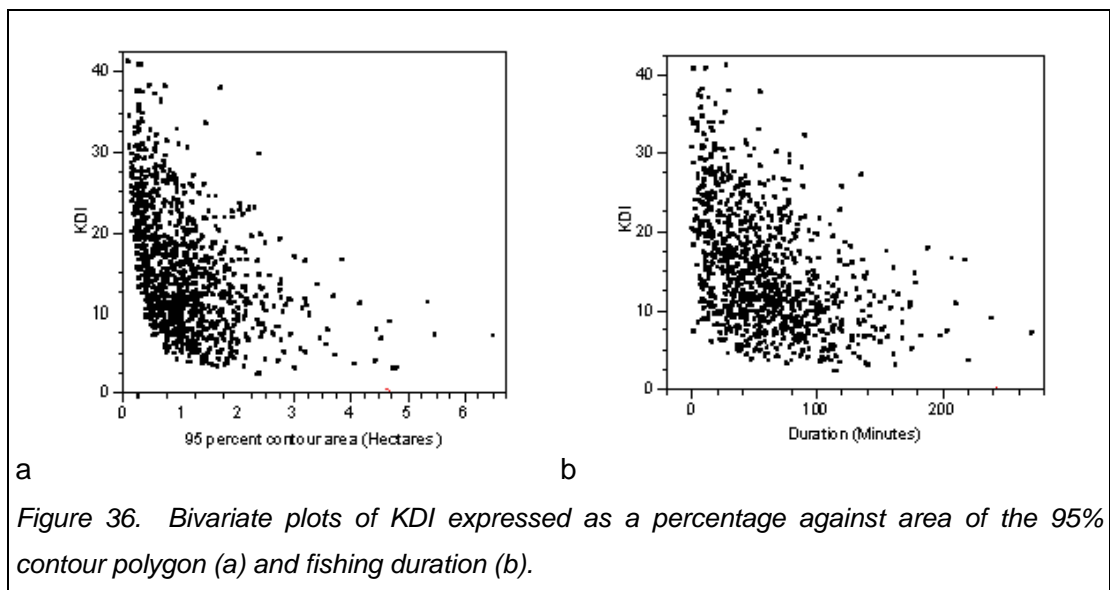 40
30
20
10
0
KDI
0 1 2 3 4 5 6
95 percent contour area (Hectares)
40
30
20
10
0
KDI
0 100 200
Duration (Minutes)
a b
Figure 36. Bivariate plots of KDI expressed as a percentage against area of the 95%
contour polygon (a) and fishing duration (b).